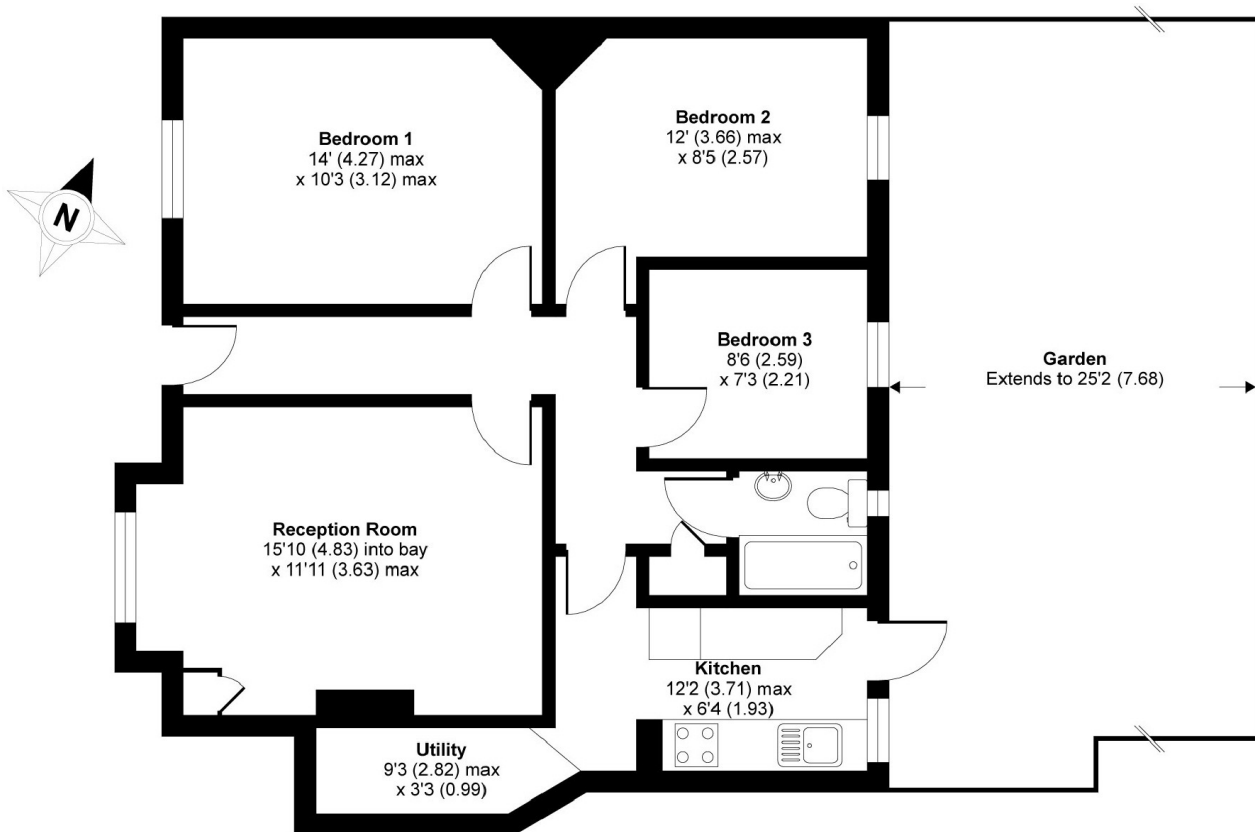 Bedroom 1
14' (4.27) max
x 10'3 (3.12) max
Bedroom 2
12' (3.66) max
x 8'5 (2.57)
N
Bedroom 3
8'6 (2.59)
x 7'3 (2.21)
Garden
Extends to 25'2 (7.68)
Reception Room
15'10 (4.83) into bay
x 11'11 (3.63) max
Kitchen
12'2 (3.71) max
x 6'4 (1.93)
Utility
9'3 (2.82) max
x 3'3 (0.99)